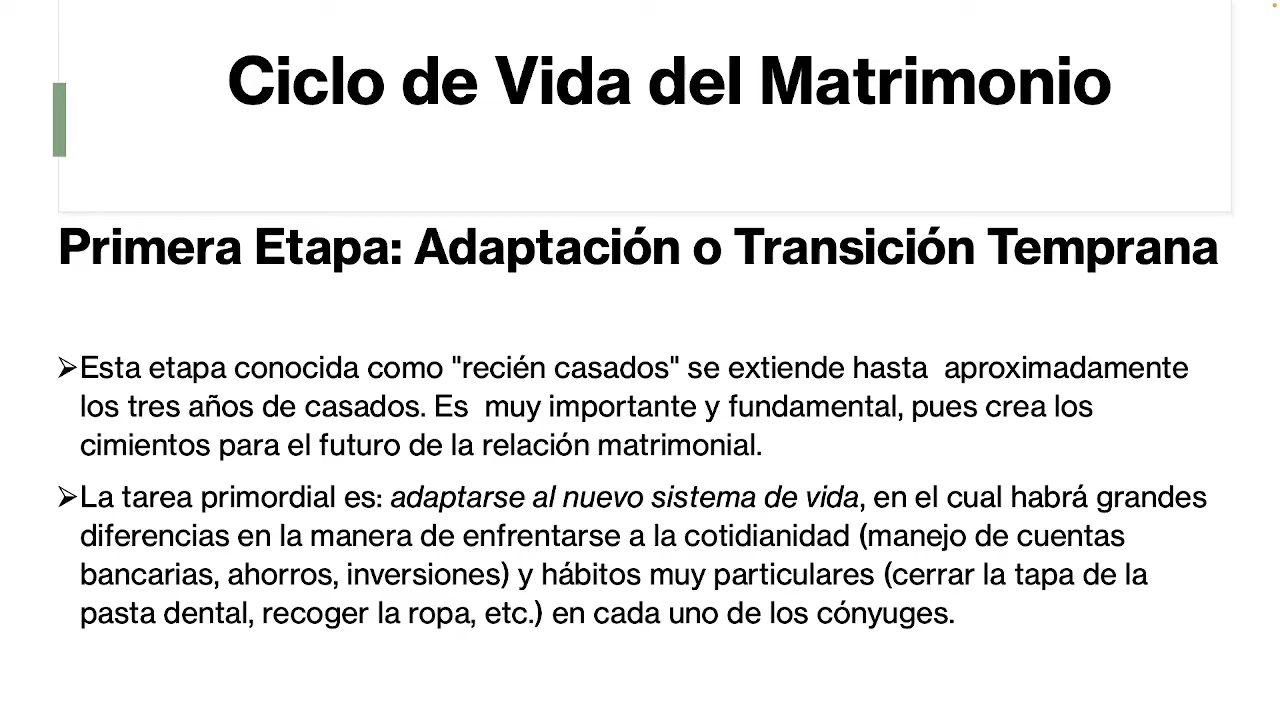 Ciclo de Vida del Matrimonio
Primera Etapa: Adaptación o Transición Temprana
➢Esta etapa conocida como "recién casados" se extiende hasta  aproximadamente
los tres años de casados. Es  muy importante y fundamental, pues crea los
cimientos para el futuro de la relación matrimonial.
➢La tarea primordial es: adaptarse al nuevo sistema de vida, en el cual habrá grandes
diferencias en la manera de enfrentarse a la cotidianidad (manejo de cuentas
bancarias, ahorros, inversiones) y hábitos muy particulares (cerrar la tapa de la
pasta dental, recoger la ropa, etc.) en cada uno de los cónyuges.